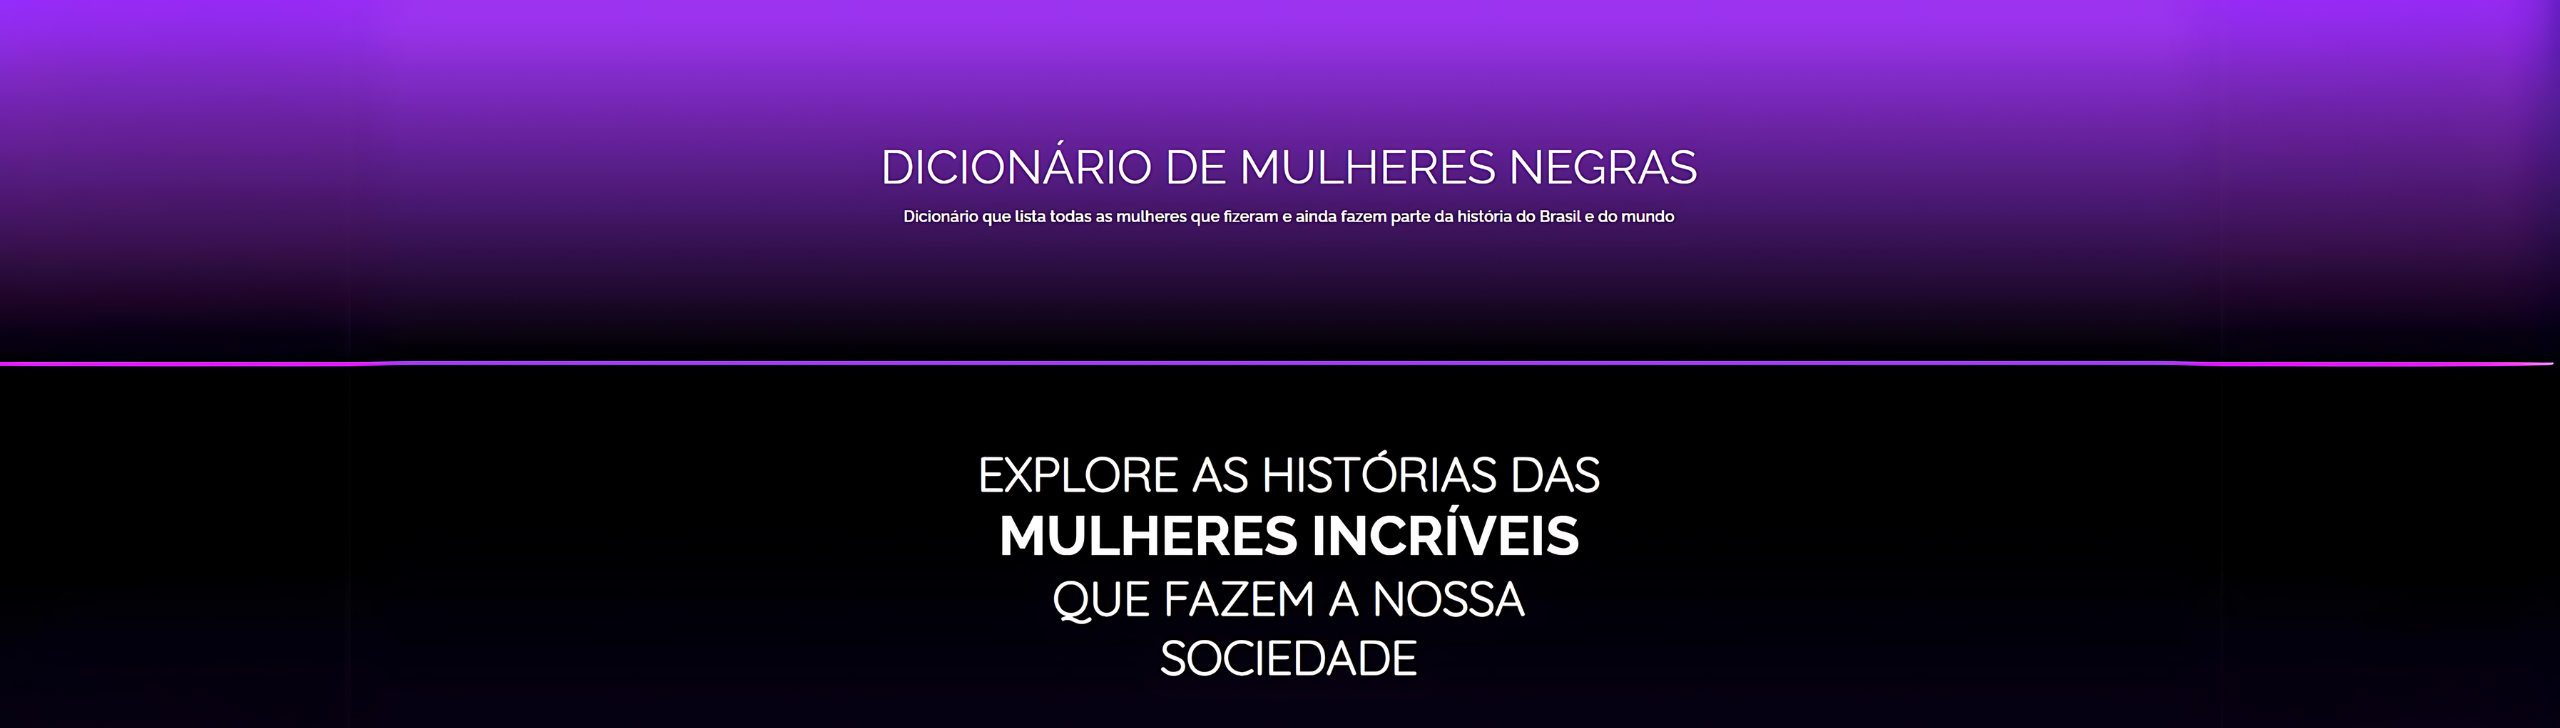 DICIONÁRIO DE MULHERES NEGRAS
Dicionário que lista todas as mulheres que fizeram e ainda fazem parte da história do Brasil e do mundo
EXPLORE AS HISTÓRIAS DAS
MULHERES INCRÍVEIS
QUE FAZEM A NOSSA
SOCIEDADE